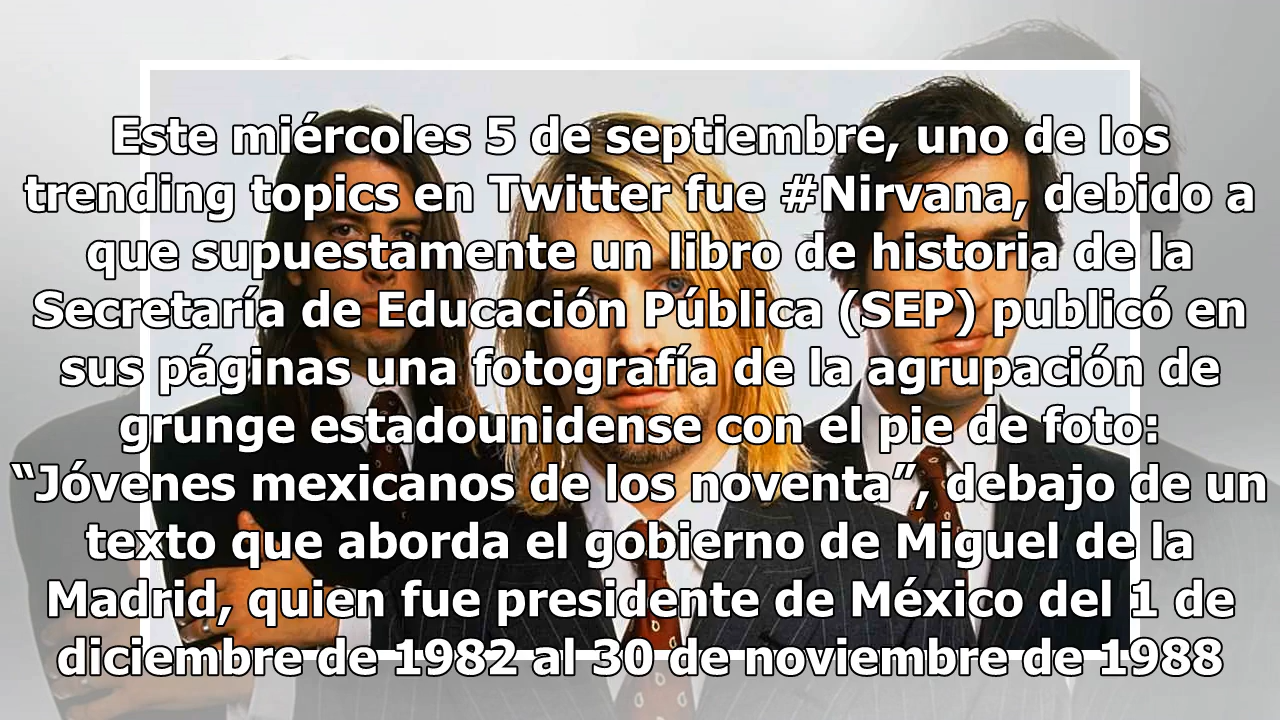 Este miércoles 5 de septiembre, uno de los
trending topics en Twitter fue #Nirvana, debido a
que supuestamente un libro de historia de la
Secretaría de Educación Pública (SEP) publicó en
sus páginas una fotografía de la agrupación de
grunge estadounidense con el pie de foto:
“Jóvenes mexicanos de los noventa”, debajo de un
texto que aborda el gobierno de Miguel de la
Madrid, quien fue presidente de México del 1 de
diciembre de 1982 al 30 de noviembre de 1988